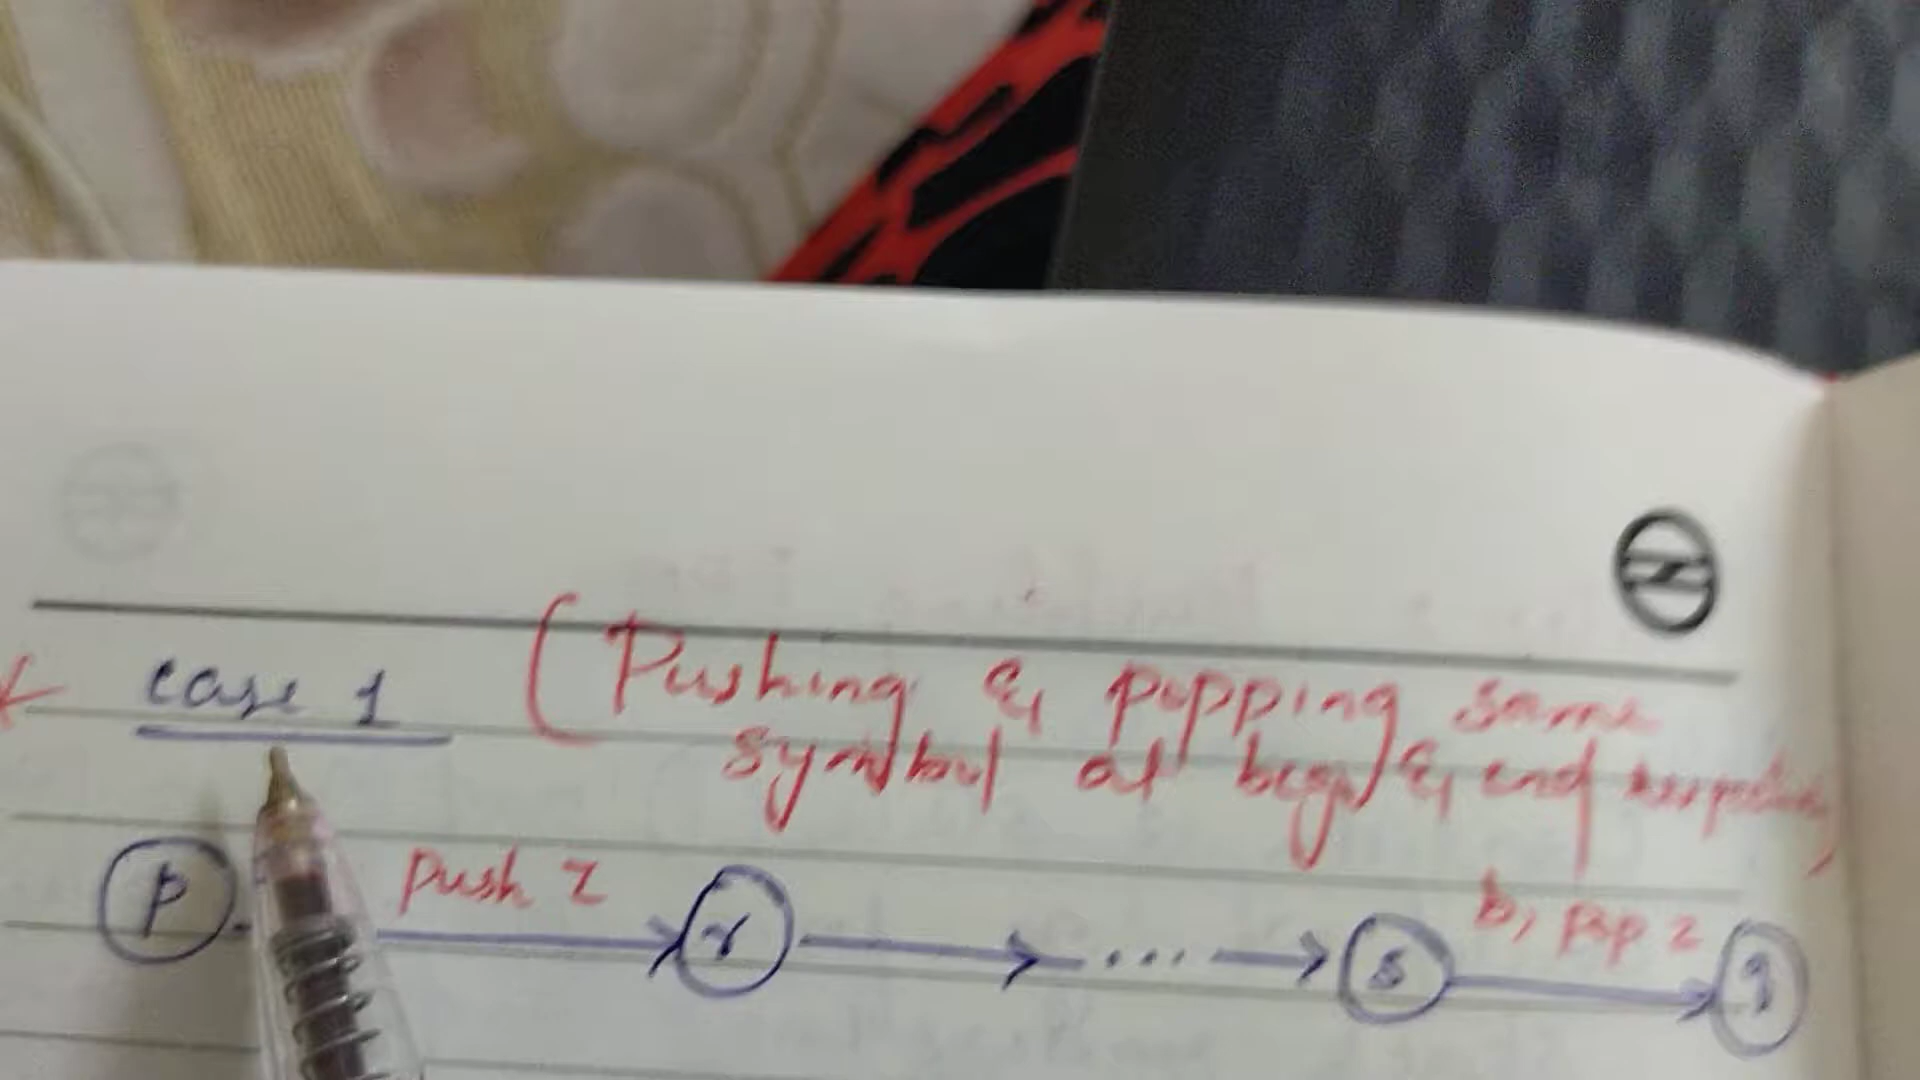 case 1 (Pushing & popping same
symbol at beg & end respectively)
p push z r ... s b, pop z q